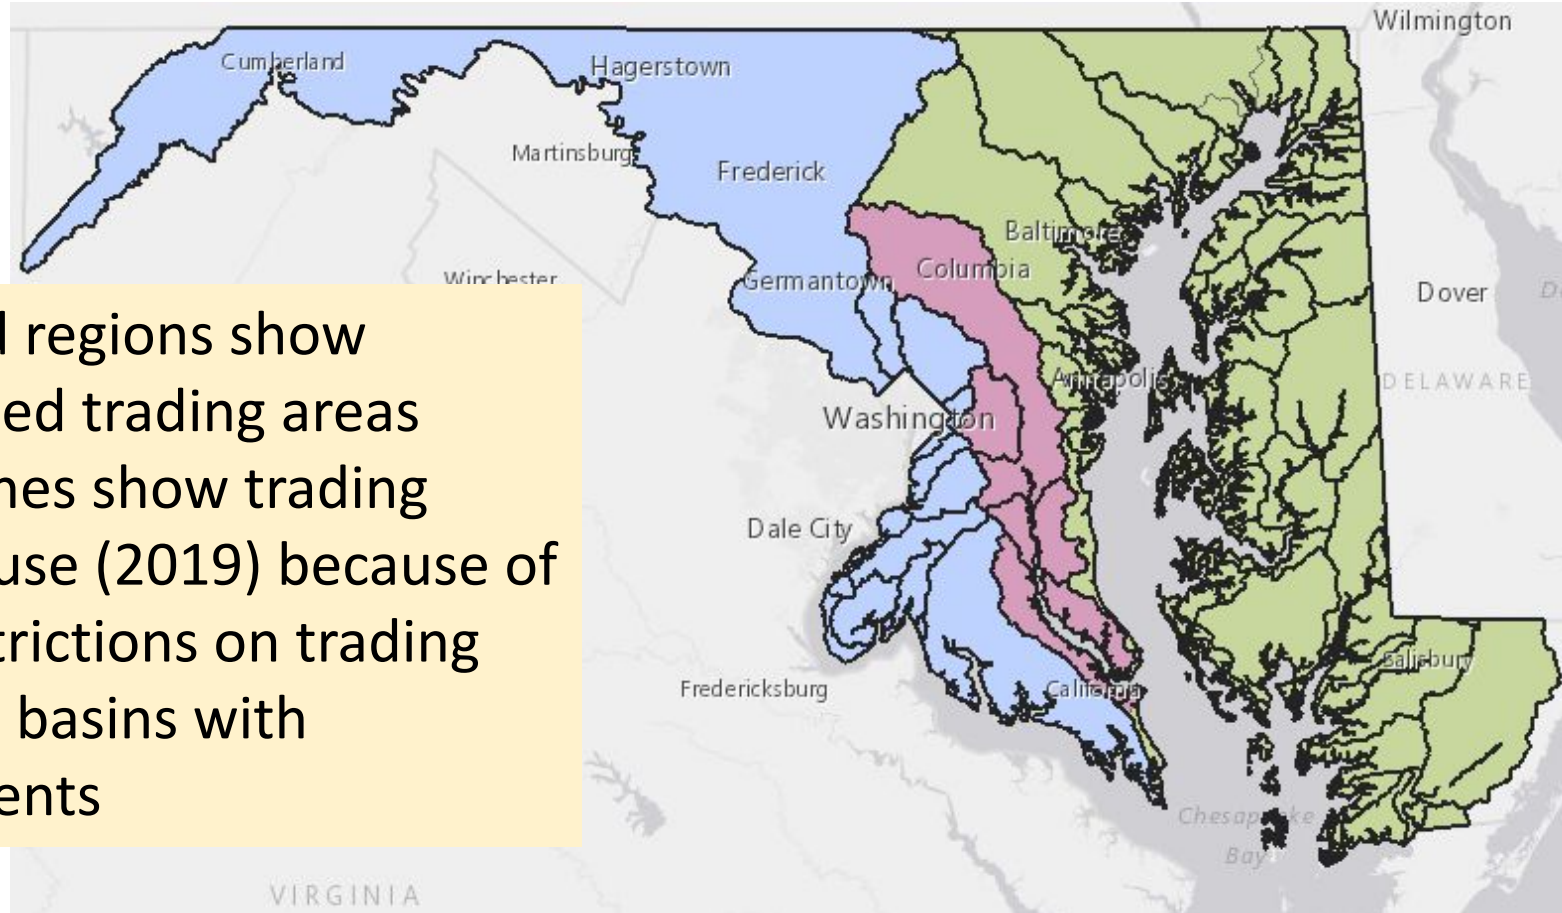 Wilmington
Cumberland
Hagerstown
Martinsburg
Frederick
Baltimore
Columbia
Winchester
Germantown
Dover
D
regions show
ed trading areas
nes show trading
use (2019) because of
trictions on trading
basins with
ents
Annapolis
DELAWARE
Washington
Dale City
Salisbury
Fredericksburg
California
Chesapeake
Bay
VIRGINIA